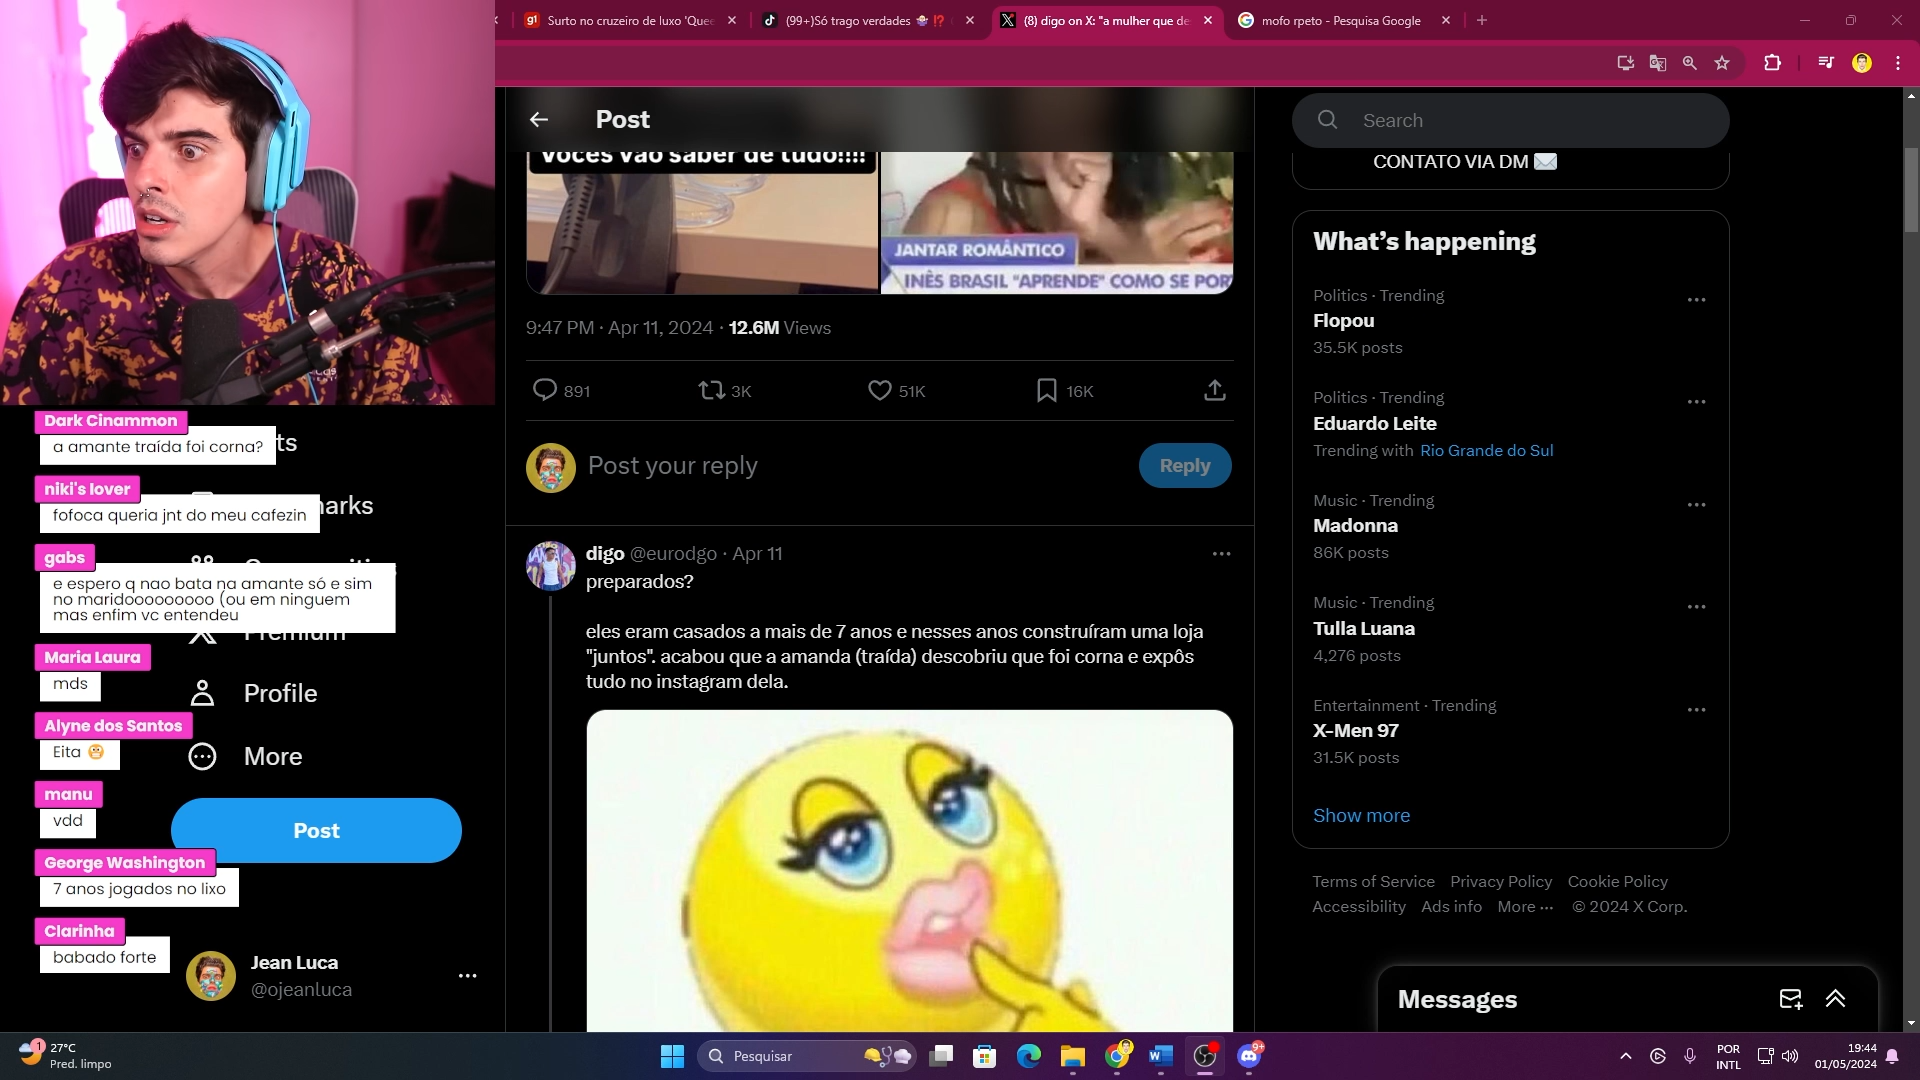 Surto no cruzeiro de luxo 'Quee
(99+)Só trago verdades
(8) digo on X: "a mulher que de
mofo rpeto - Pesquisa Google
Post
Search
voces vão saber de tudo!!!!
CONTATO VIA DM
JANTAR ROMÂNTICO
INÊS BRASIL "APRENDE" COMO SE POR
9:47 PM · Apr 11, 2024 · 12.6M Views
891
3K
51K
16K
Post your reply
Reply
digo @eurodgo · Apr 11
preparados?
eles eram casados a mais de 7 anos e nesses anos construíram uma loja
"juntos". acabou que a amanda (traída) descobriu que foi corna e expôs
tudo no instagram dela.
What's happening
Politics · Trending
Flopou
35.5K posts
Politics · Trending
Eduardo Leite
Trending with Rio Grande do Sul
Music · Trending
Madonna
86K posts
Music · Trending
Tulla Luana
4,276 posts
Entertainment · Trending
X-Men 97
31.5K posts
Show more
Terms of Service Privacy Policy Cookie Policy
Accessibility Ads info More ··· © 2024 X Corp.
Messages
Dark Cinammon
a amante traída foi corna?
niki's lover
fofoca queria jnt do meu cafezin
gabs
e espero q nao bata na amante só e sim
no maridooooooooo (ou em ninguem
mas enfim vc entendeu
Premium
Maria Laura
mds
Profile
Alyne dos Santos
Eita
More
manu
vdd
Post
George Washington
7 anos jogados no lixo
Clarinha
babado forte
Jean Luca
@ojeanluca
27°C
Pred. limpo
Pesquisar
9+
POR
INTL
19:44
01/05/2024